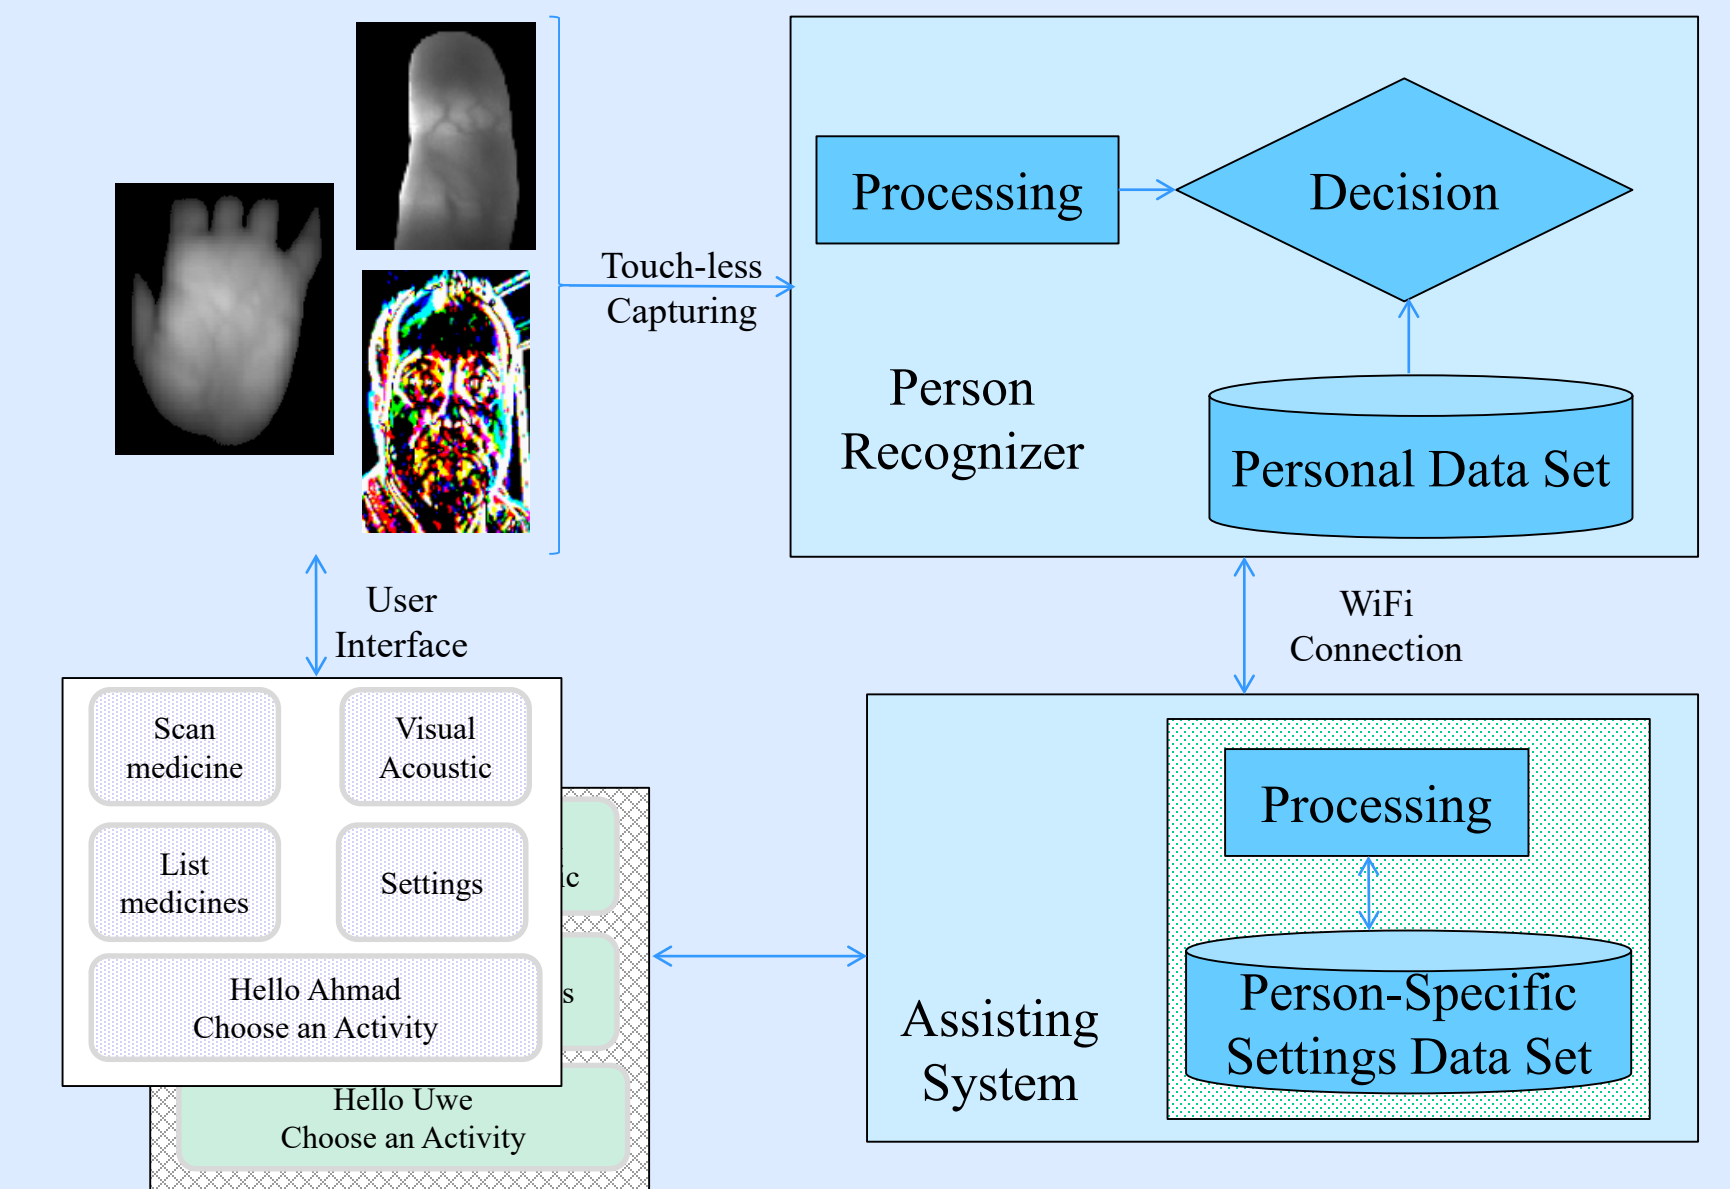 Processing
Decision
Touch-less
Capturing
Person
Recognizer
Personal Data Set
User
Interface
WiFi
Connection
Scan
medicine
Visual
Acoustic
List
medicines
Settings
Hello Ahmad
Choose an Activity
ic
s
Hello Uwe
Choose an Activity
Processing
Assisting
System
Person-Specific
Settings Data Set